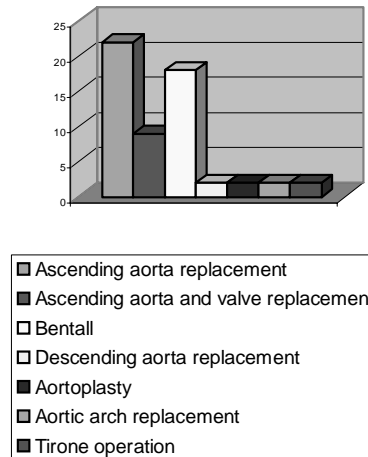 25
20
15
10
5
0
Ascending aorta replacement
Ascending aorta and valve replacemen
Bentall
Descending aorta replacement
Aortoplasty
Aortic arch replacement
Tirone operation